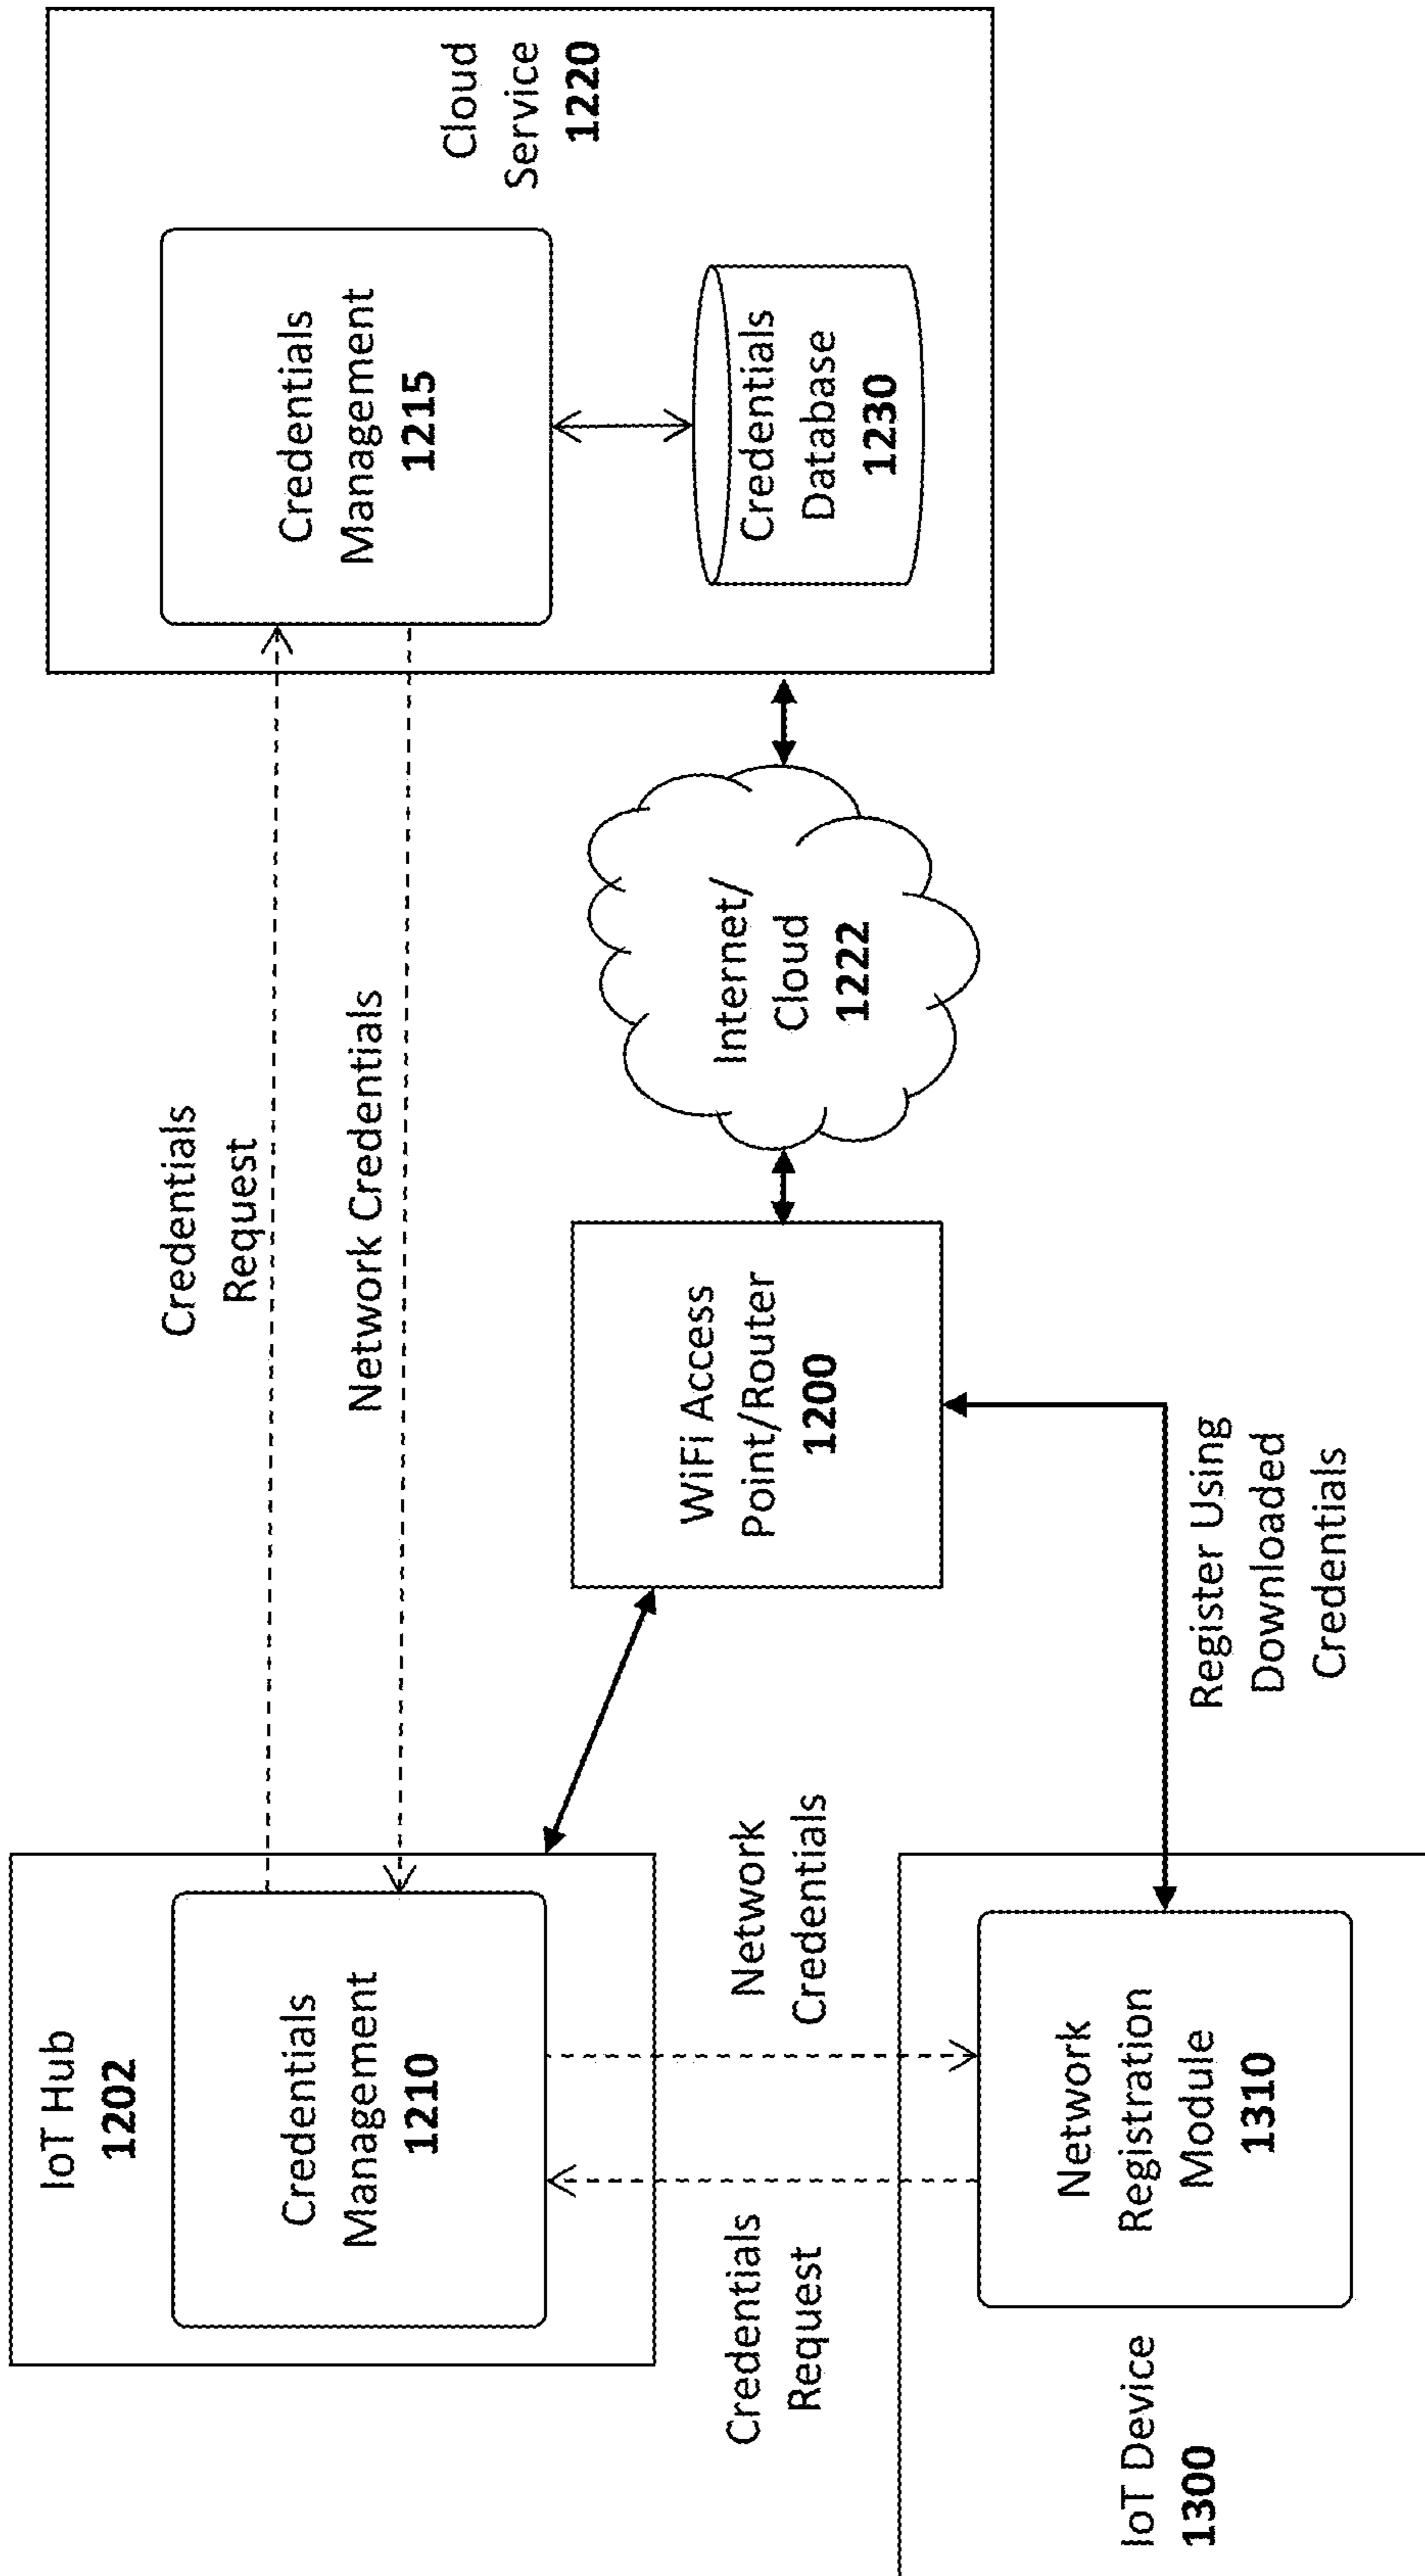 IoT Hub
1202
Credentials
Management
1210
Credentials
Request
Network Credentials
Credentials
Management
1215
Cloud
Service
1220
Credentials
Database
1230
Internet/
Cloud
1222
WiFi Access
Point/Router
1200
Credentials
Request
Network
Credentials
Network
Registration
Module
1310
IoT Device
1300
Register Using
Downloaded
Credentials